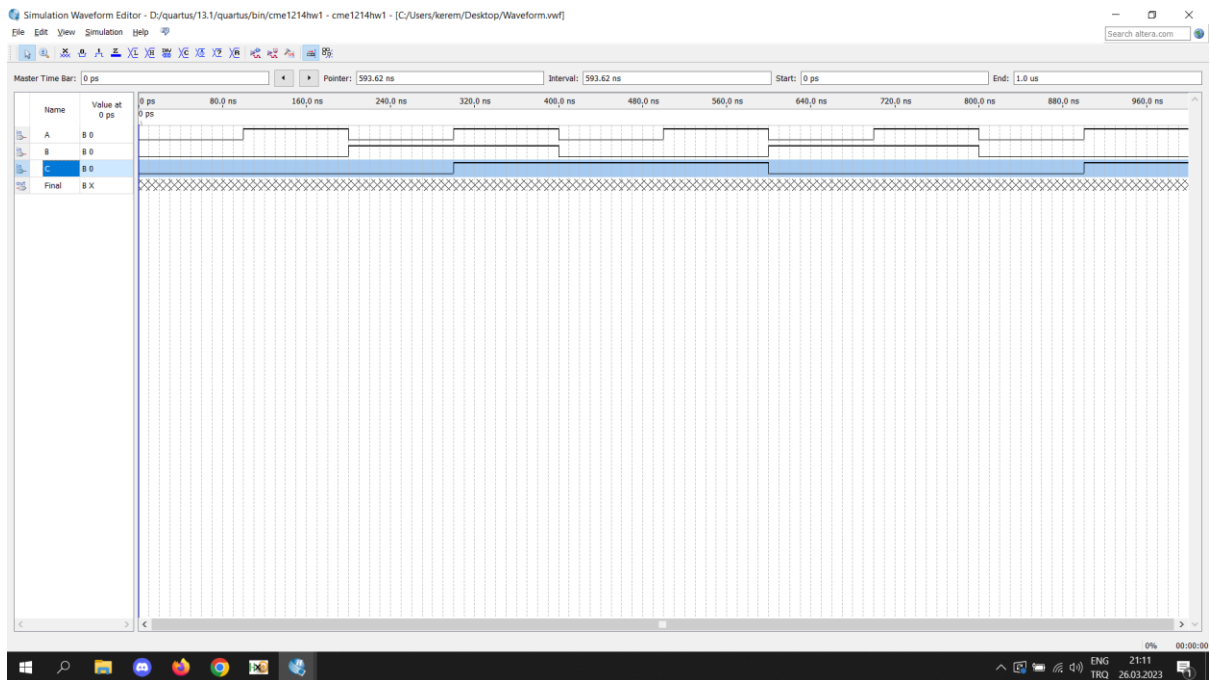 Simulation Waveform Editor - D:/quartus/13.1/quartus/bin/cme1214hw1 - cme1214hw1 - [C:/Users/kerem/Desktop/Waveform.vwf]
File Edit View Simulation Help
Search altera.com
Master Time Bar: 0 ps Pointer: 593.62 ns Interval: 593.62 ns Start: 0 ps End: 1.0 us
Name Value at 0 ps
0 ps 80.0 ns 160.0 ns 240.0 ns 320.0 ns 400.0 ns 480.0 ns 560.0 ns 640.0 ns 720.0 ns 800.0 ns 880.0 ns 960.0 ns
0 ps
A B 0
B B 0
C B 0
Final B X
0% 00:00:00
ENG 21:11
TRQ 26.03.2023